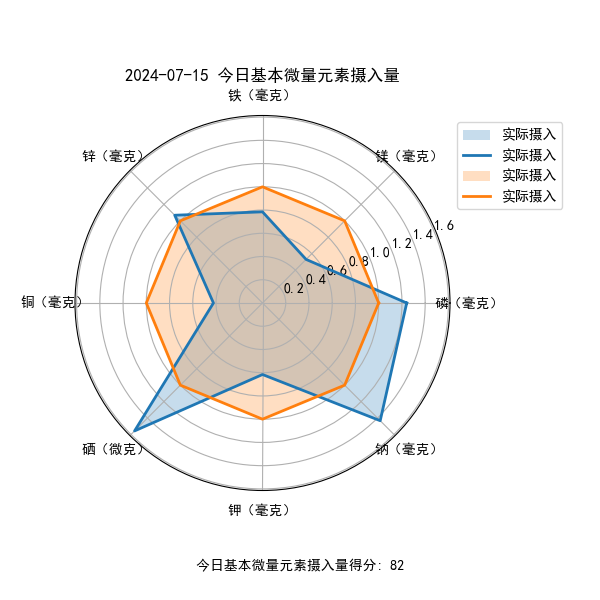 2024-07-15 今日基本微量元素摄入量
铁（毫克）
锌（毫克）
镁（毫克）
实际摄入
实际摄入
实际摄入
实际摄入
0.2
0.4
0.6
0.8
1.0
1.2
1.4
1.6
铜（毫克）
磷（毫克）
硒（微克）
钠（毫克）
钾（毫克）
今日基本微量元素摄入量得分: 82